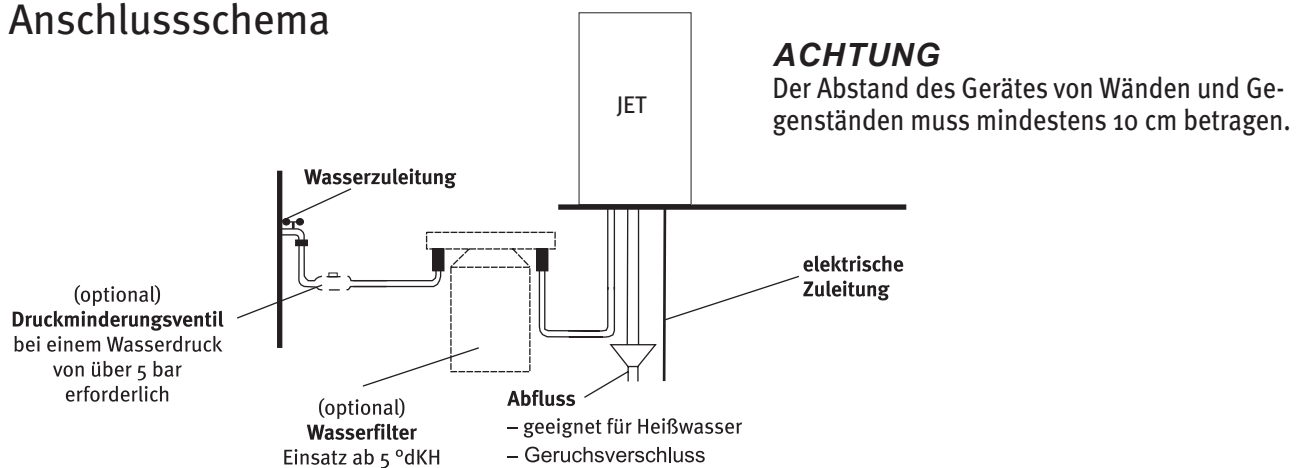 Anschlussschema
JET
ACHTUNG
Der Abstand des Gerätes von Wänden und Ge-
genständen muss mindestens 10 cm betragen.
Wasserzuleitung
elektrische
Zuleitung
(optional)
Druckminderungsventil
bei einem Wasserdruck
von über 5 bar
erforderlich
(optional)
Wasserfilter
Einsatz ab 5 °dKH
Abfluss
– geeignet für Heißwasser
– Geruchsverschluss